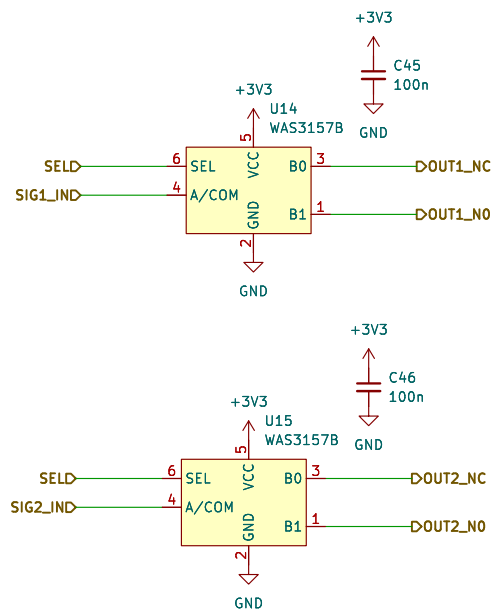 +3V3
C45
100n
GND
+3V3
U14
WAS3157B
5
VCC
SEL
6
SEL
B0
3
OUT1_NC
SIG1_IN
4
A/COM
GND
B1
1
OUT1_NO
2
GND
+3V3
C46
100n
GND
+3V3
U15
WAS3157B
5
VCC
SEL
6
SEL
B0
3
OUT2_NC
SIG2_IN
4
A/COM
GND
B1
1
OUT2_NO
2
GND